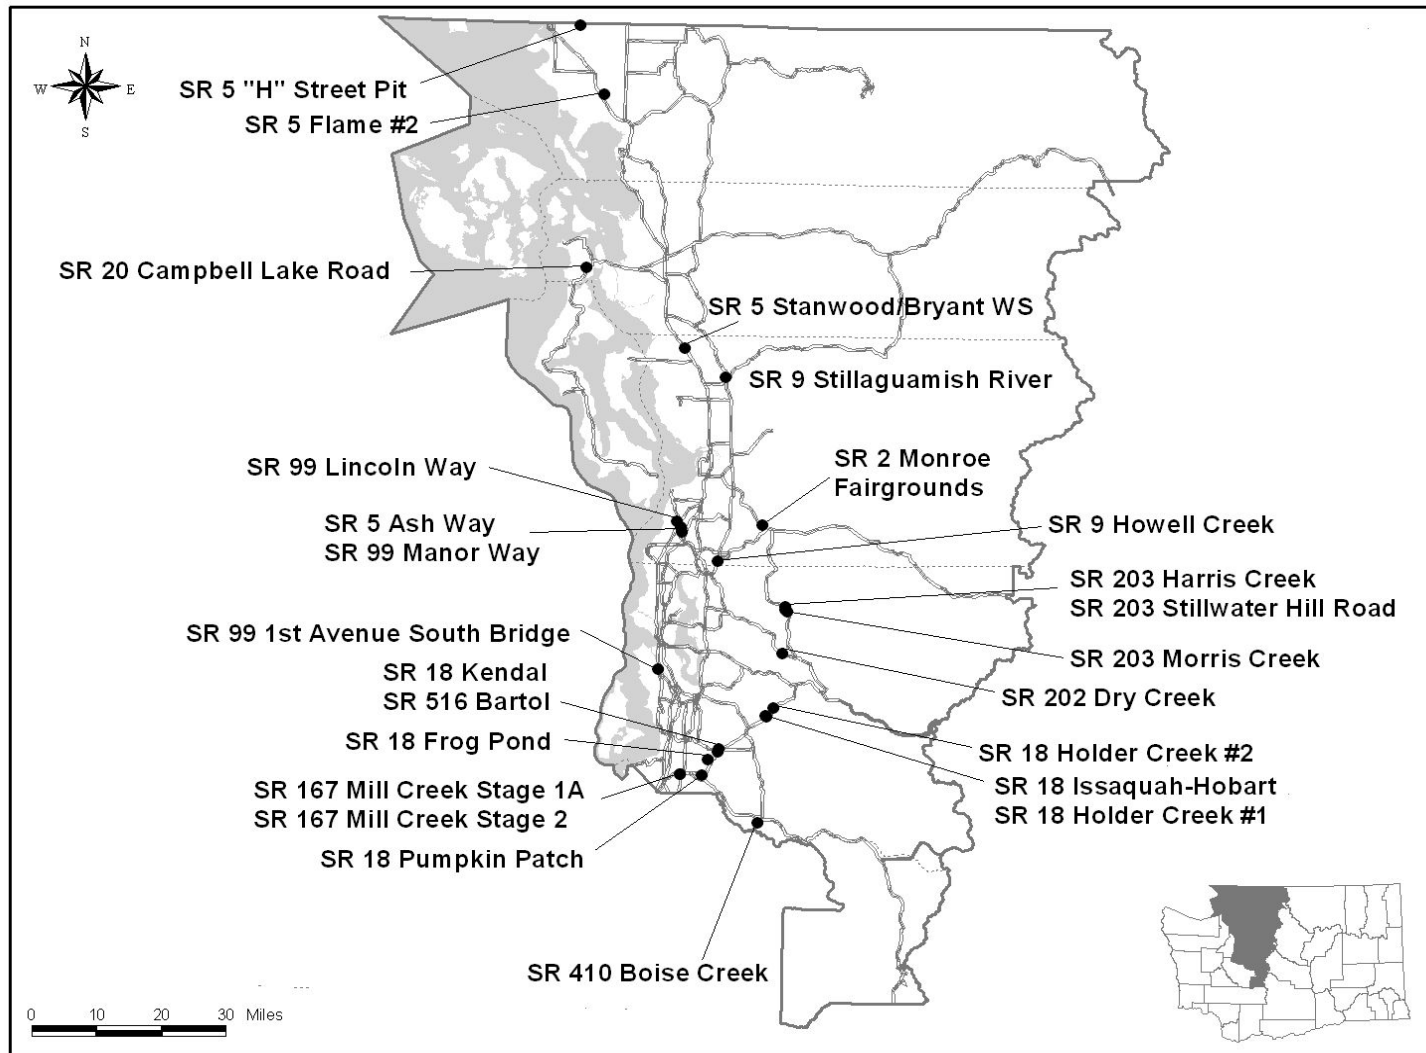 N
W
E
S
SR 5 "H" Street Pit
SR 5 Flame #2
SR 20 Campbell Lake Road
SR 5 Stanwood/Bryant WS
SR 9 Stillaguamish River
SR 99 Lincoln Way
SR 2 Monroe
Fairgrounds
SR 5 Ash Way
SR 99 Manor Way
SR 9 Howell Creek
SR 203 Harris Creek
SR 203 Stillwater Hill Road
SR 99 1st Avenue South Bridge
SR 203 Morris Creek
SR 18 Kendal
SR 516 Bartol
SR 202 Dry Creek
SR 18 Frog Pond
SR 18 Holder Creek #2
SR 167 Mill Creek Stage 1A
SR 167 Mill Creek Stage 2
SR 18 Issaquah-Hobart
SR 18 Holder Creek #1
SR 18 Pumpkin Patch
SR 410 Boise Creek
0 10 20 30 Miles